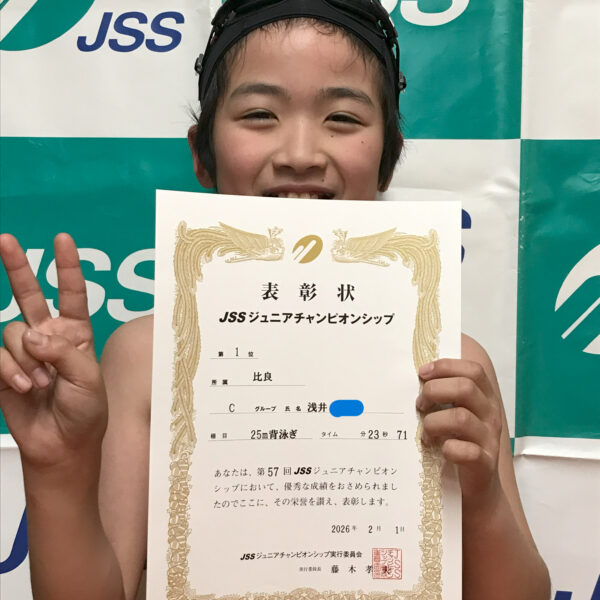 JSS
JSS
表彰状
JSSジュニアチャンピオンシップ
第 1 位
所属 比良
C グループ 氏名 浅井
種目 25m背泳ぎ タイム 分23秒71
あなたは、第57回JSSジュニアチャンピオン
シップにおいて、優秀な成績をおさめられまし
たのでここに、その栄誉を讃え、表彰します。
2026年 2月 1日
JSSジュニアチャンピオンシップ実行委員会
実行委員長 藤木孝